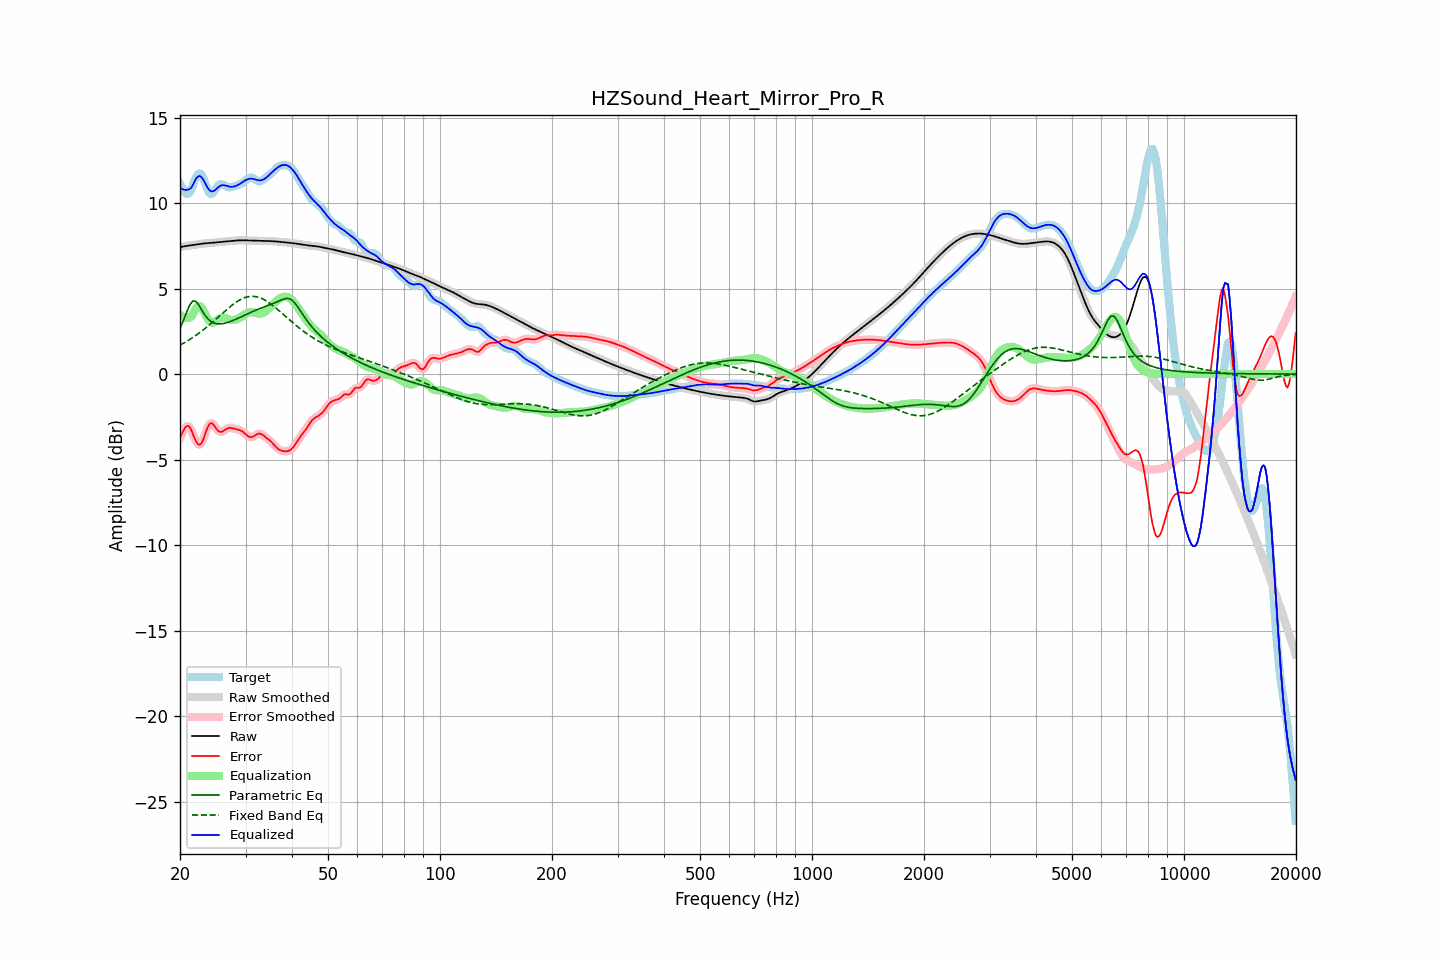 HZSound_Heart_Mirror_Pro_R
15
10
5
0
−5
−10
−15
−20
−25
Amplitude (dBr)
Target
Raw Smoothed
Error Smoothed
Raw
Error
Equalization
Parametric Eq
Fixed Band Eq
Equalized
20 50 100 200 500 1000 2000 5000 10000 20000
Frequency (Hz)